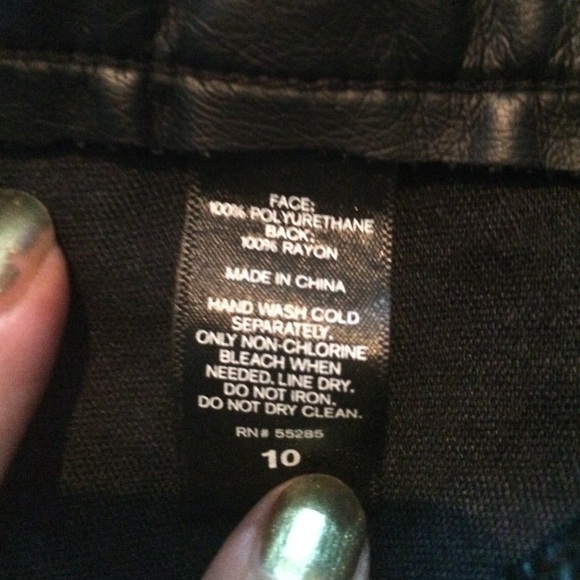 FACE:
100% POLYURETHANE
BACK:
100% RAYON
MADE IN CHINA
HAND WASH COLD
SEPARATELY.
ONLY NON-CHLORINE
BLEACH WHEN
NEEDED. LINE DRY.
DO NOT IRON.
DO NOT DRY CLEAN.
RN# 55285
10